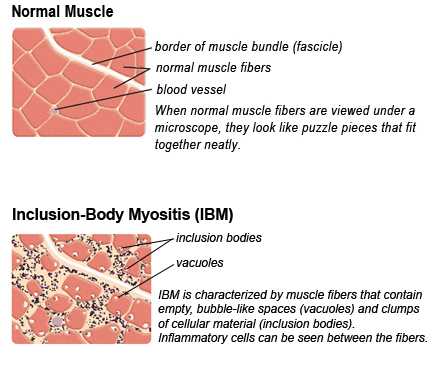 Normal Muscle
border of muscle bundle (fascicle)
normal muscle fibers
blood vessel
When normal muscle fibers are viewed under a
microscope, they look like puzzle pieces that fit
together neatly.
Inclusion-Body Myositis (IBM)
inclusion bodies
vacuoles
IBM is characterized by muscle fibers that contain
empty, bubble-like spaces (vacuoles) and clumps
of cellular material (inclusion bodies).
Inflammatory cells can be seen between the fibers.